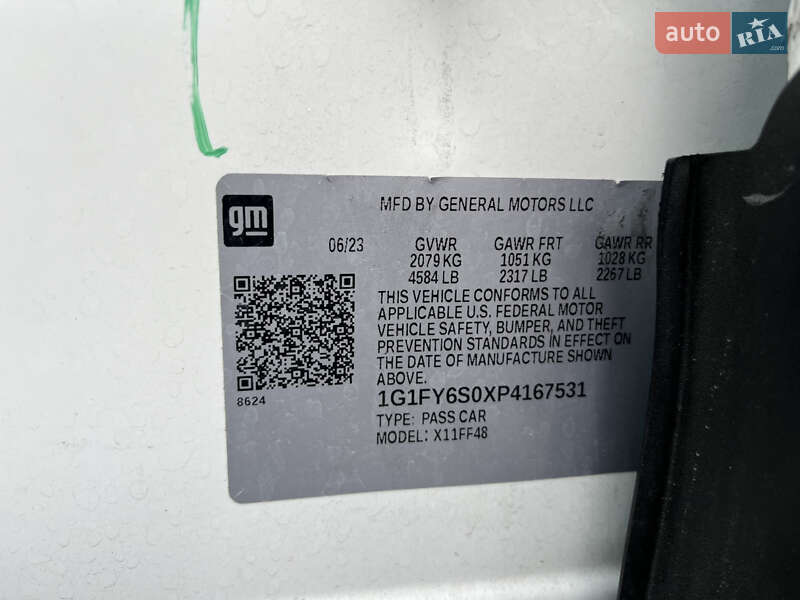 auto RIA
gm
MFD BY GENERAL MOTORS LLC
06/23 GVWR GAWR FRT GAWR RR
2079 KG 1051 KG 1028 KG
4584 LB 2317 LB 2267 LB
THIS VEHICLE CONFORMS TO ALL
APPLICABLE U.S. FEDERAL MOTOR
VEHICLE SAFETY, BUMPER, AND THEFT
PREVENTION STANDARDS IN EFFECT ON
THE DATE OF MANUFACTURE SHOWN
ABOVE.
8624
1G1FY6S0XP4167531
TYPE: PASS CAR
MODEL: X11FF48